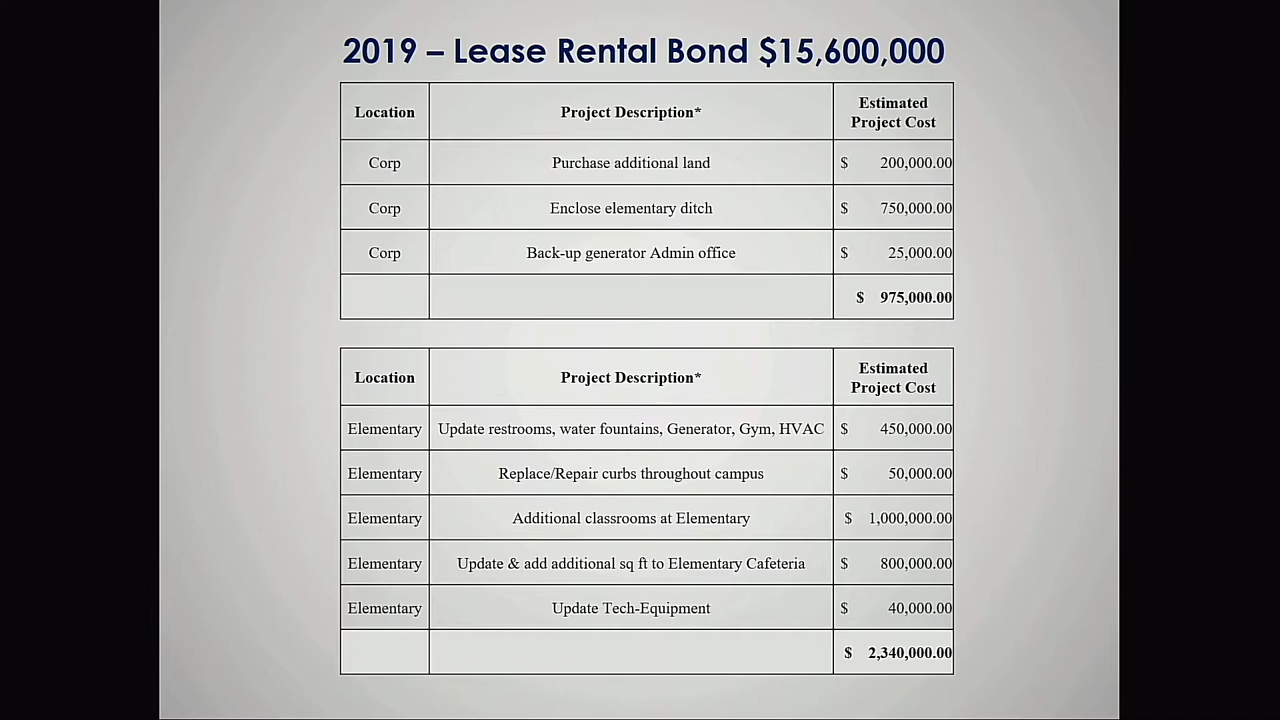 2019 – Lease Rental Bond $15,600,000
Location Project Description* Estimated Project Cost
Corp Purchase additional land $ 200,000.00
Corp Enclose elementary ditch $ 750,000.00
Corp Back-up generator Admin office $ 25,000.00
$ 975,000.00
Location Project Description* Estimated Project Cost
Elementary Update restrooms, water fountains, Generator, Gym, HVAC $ 450,000.00
Elementary Replace/Repair curbs throughout campus $ 50,000.00
Elementary Additional classrooms at Elementary $ 1,000,000.00
Elementary Update & add additional sq ft to Elementary Cafeteria $ 800,000.00
Elementary Update Tech-Equipment $ 40,000.00
$ 2,340,000.00